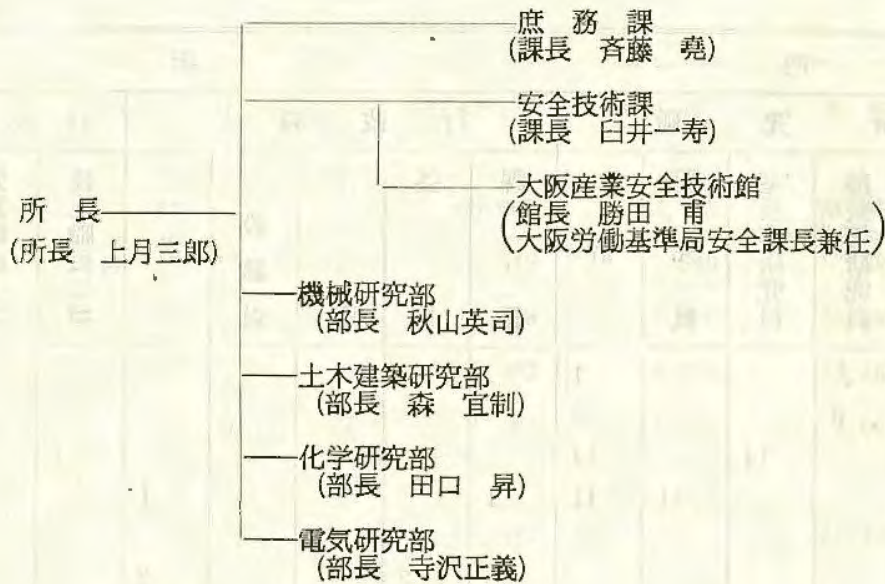 庶務課
(課長 斉藤 尭)
安全技術課
(課長 臼井一寿)
大阪産業安全技術館
(館長 勝田 甫
大阪労働基準局安全課長兼任)
所長
(所長 上月三郎)
機械研究部
(部長 秋山英司)
土木建築研究部
(部長 森 宜制)
化学研究部
(部長 田口 昇)
電気研究部
(部長 寺沢正義)